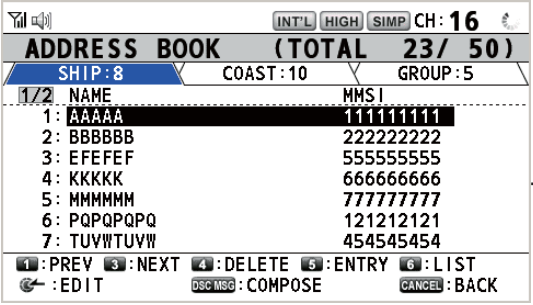 INT'L HIGH SIMP CH:16
ADDRESS BOOK (TOTAL 23/ 50)
SHIP:8 COAST:10 GROUP:5
1/2 NAME MMSI
1: AAAAA 111111111
2: BBBBBB 222222222
3: EFEFEF 555555555
4: KKKKK 666666666
5: MMMMMM 777777777
6: PQPQPQPQ 121212121
7: TUVWTUVW 454545454
1:PREV 3:NEXT 4:DELETE 5:ENTRY 6:LIST
:EDIT DSC MSG:COMPOSE CANCEL:BACK